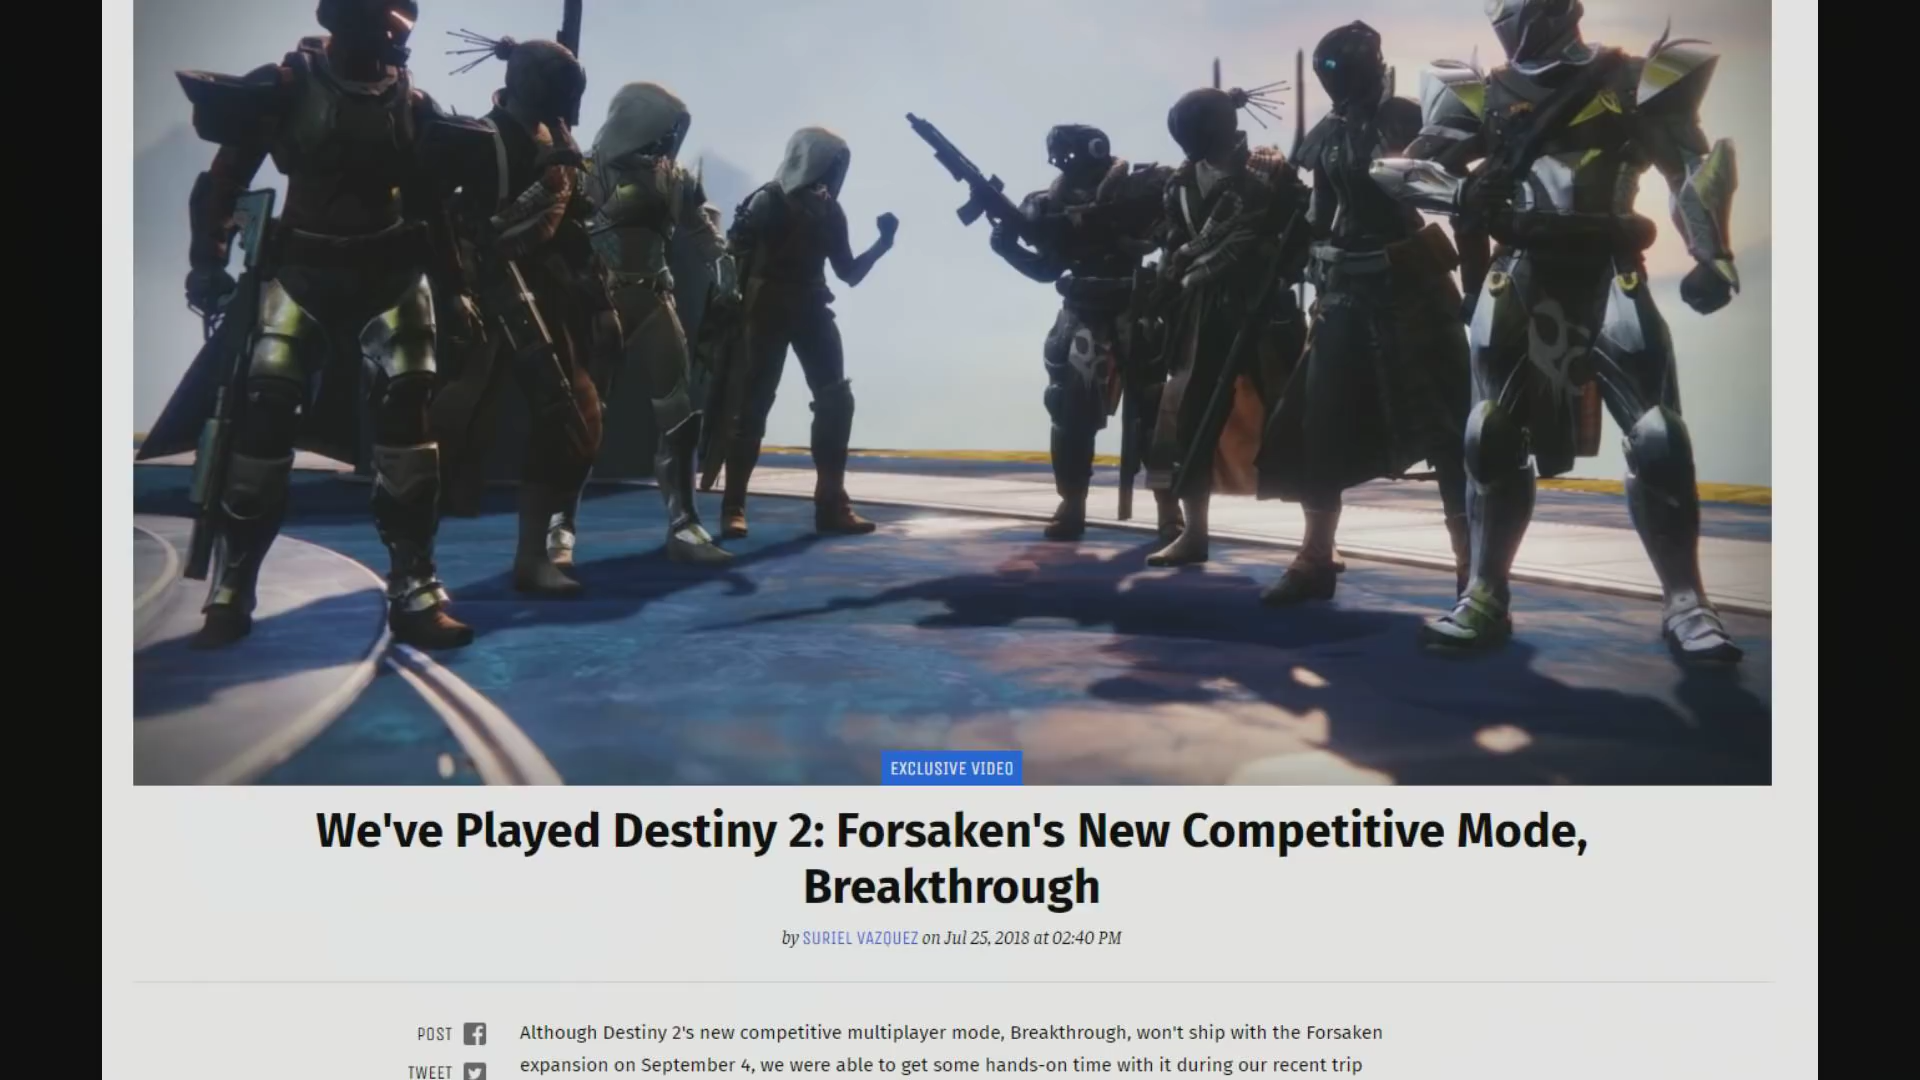 EXCLUSIVE VIDEO
We've Played Destiny 2: Forsaken's New Competitive Mode,
Breakthrough
by SURIEL VAZQUEZ on Jul 25, 2018 at 02:40 PM
POST
Although Destiny 2's new competitive multiplayer mode, Breakthrough, won't ship with the Forsaken
TWEET
expansion on September 4, we were able to get some hands-on time with it during our recent trip